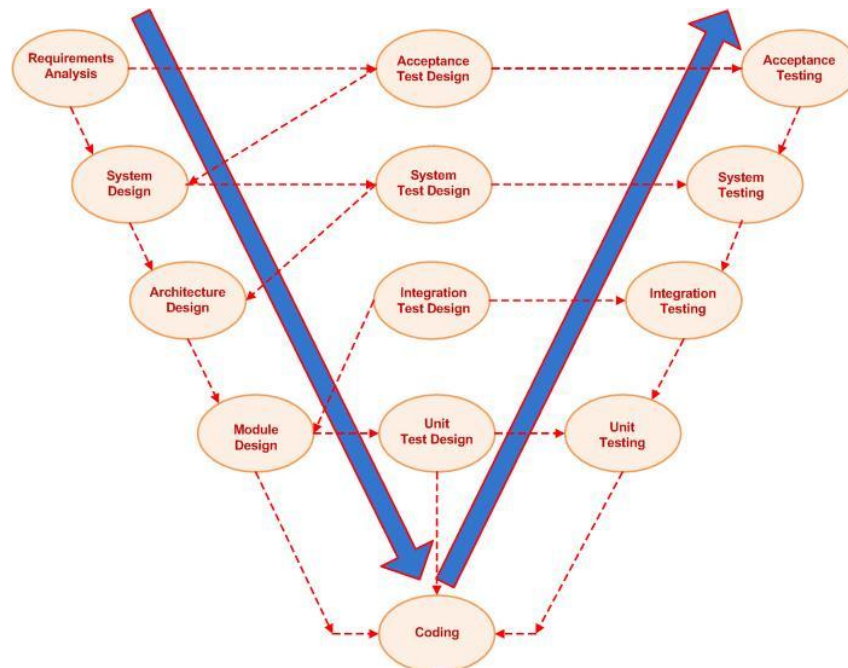 Requirements
Analysis
Acceptance
Test Design
Acceptance
Testing
System
Design
System
Test Design
System
Testing
Architecture
Design
Integration
Test Design
Integration
Testing
Module
Design
Unit
Test Design
Unit
Testing
Coding